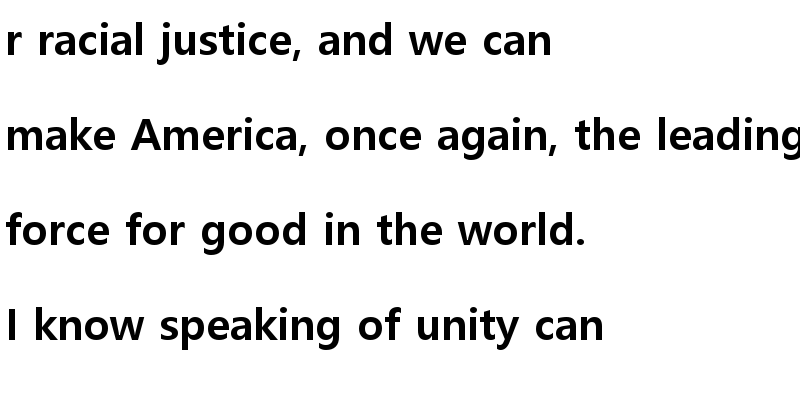 r racial justice, and we can
make America, once again, the leading
force for good in the world.
I know speaking of unity can